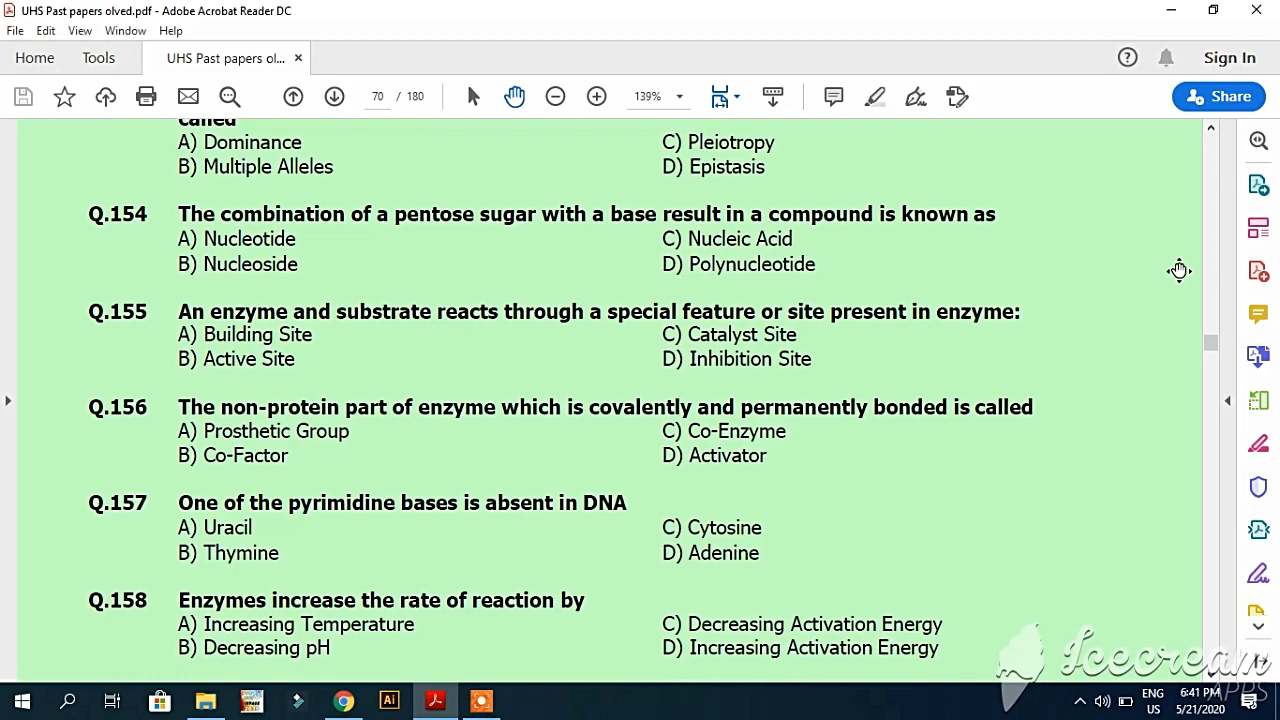 UHS Past papers olved.pdf - Adobe Acrobat Reader DC
File Edit View Window Help
Home Tools UHS Past papers ol... × Sign In
70 / 180 139% Share
called
A) Dominance C) Pleiotropy
B) Multiple Alleles D) Epistasis
Q.154 The combination of a pentose sugar with a base result in a compound is known as
A) Nucleotide C) Nucleic Acid
B) Nucleoside D) Polynucleotide
Q.155 An enzyme and substrate reacts through a special feature or site present in enzyme:
A) Building Site C) Catalyst Site
B) Active Site D) Inhibition Site
Q.156 The non-protein part of enzyme which is covalently and permanently bonded is called
A) Prosthetic Group C) Co-Enzyme
B) Co-Factor D) Activator
Q.157 One of the pyrimidine bases is absent in DNA
A) Uracil C) Cytosine
B) Thymine D) Adenine
Q.158 Enzymes increase the rate of reaction by
A) Increasing Temperature C) Decreasing Activation Energy
B) Decreasing pH D) Increasing Activation Energy
Icecream
APPS
Ai ENG 6:41 PM
US 5/21/2020